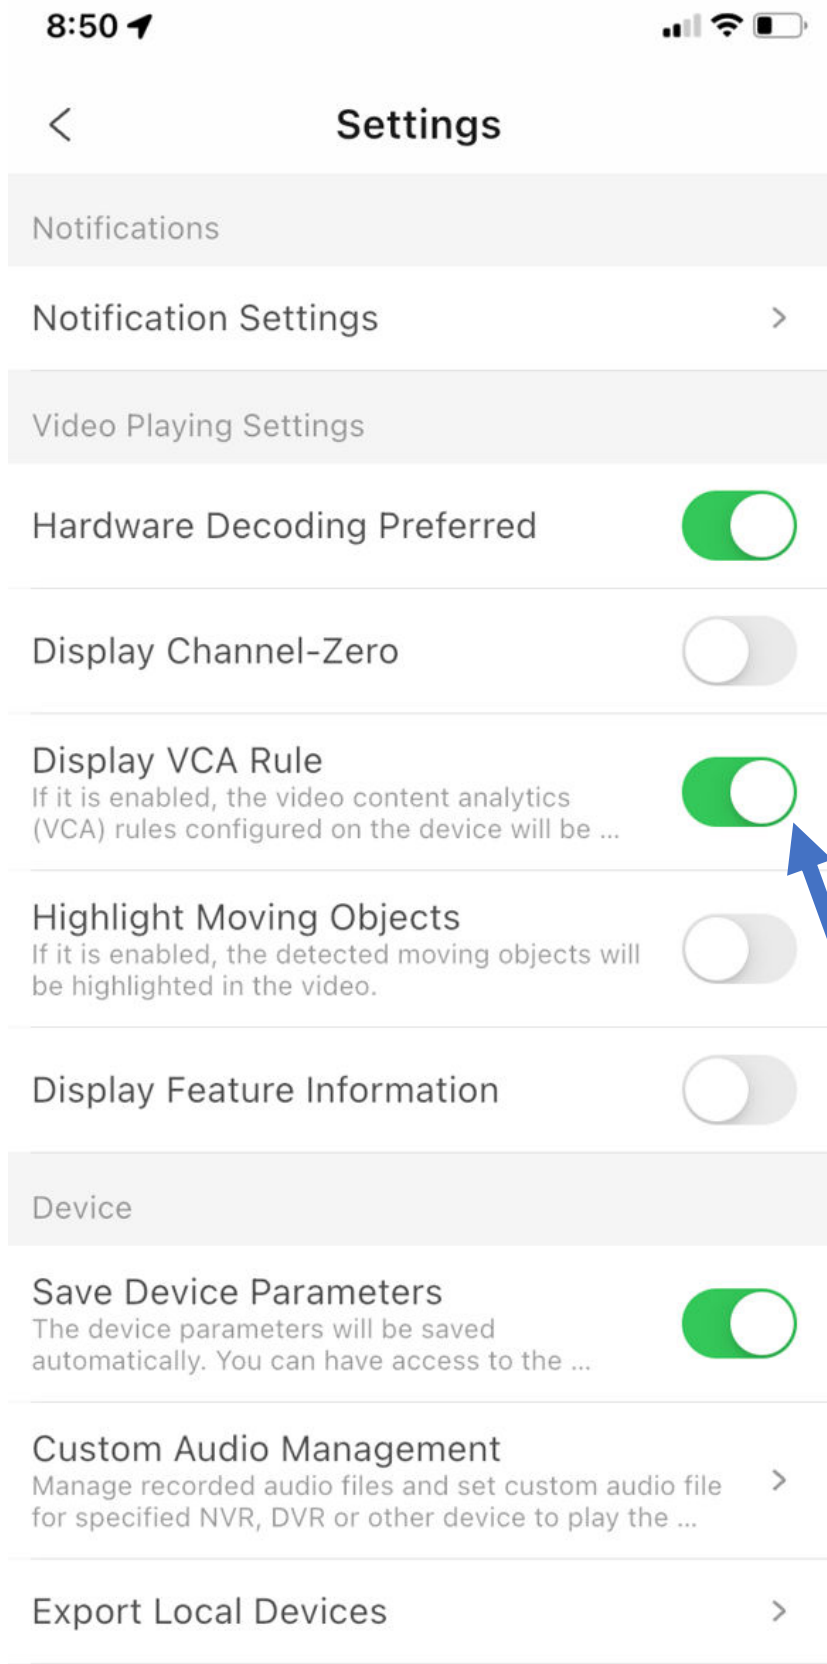 8:50
Settings
Notifications
Notification Settings
Video Playing Settings
Hardware Decoding Preferred
Display Channel-Zero
Display VCA Rule
If it is enabled, the video content analytics
(VCA) rules configured on the device will be ...
Highlight Moving Objects
If it is enabled, the detected moving objects will
be highlighted in the video.
Display Feature Information
Device
Save Device Parameters
The device parameters will be saved
automatically. You can have access to the ...
Custom Audio Management
Manage recorded audio files and set custom audio file
for specified NVR, DVR or other device to play the ...
Export Local Devices